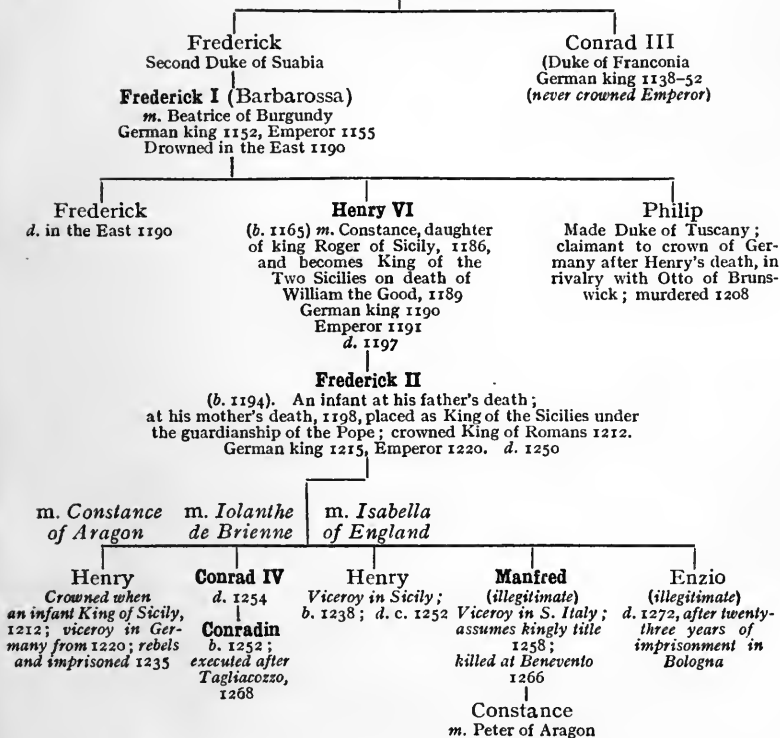 Frederick
Second Duke of Suabia
Conrad III
(Duke of Franconia
German king 1138–52
(never crowned Emperor)
Frederick I (Barbarossa)
m. Beatrice of Burgundy
German king 1152, Emperor 1155
Drowned in the East 1190
Frederick
d. in the East 1190
Henry VI
(b. 1165) m. Constance, daughter
of king Roger of Sicily, 1186,
and becomes King of the
Two Sicilies on death of
William the Good, 1189
German king 1190
Emperor 1191
d. 1197
Philip
Made Duke of Tuscany;
claimant to crown of Ger-
many after Henry's death, in
rivalry with Otto of Bruns-
wick; murdered 1208
Frederick II
(b. 1194). An infant at his father's death;
at his mother's death, 1198, placed as King of the Sicilies under
the guardianship of the Pope; crowned King of Romans 1212.
German king 1215, Emperor 1220. d. 1250
m. Constance
of Aragon
m. Iolanthe
de Brienne
m. Isabella
of England
Henry
Crowned when
an infant King of Sicily,
1212; viceroy in Ger-
many from 1220; rebels
and imprisoned 1235
Conrad IV
d. 1254
Conradin
b. 1252;
executed after
Tagliacozzo,
1268
Henry
Viceroy in Sicily;
b. 1238; d. c. 1252
Manfred
(illegitimate)
Viceroy in S. Italy;
assumes kingly title
1258;
killed at Benevento
1266
Constance
m. Peter of Aragon
Enzio
(illegitimate)
d. 1272, after twenty-
three years of
imprisonment in
Bologna